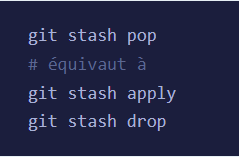 git stash pop
# équivaut à
git stash apply
git stash drop